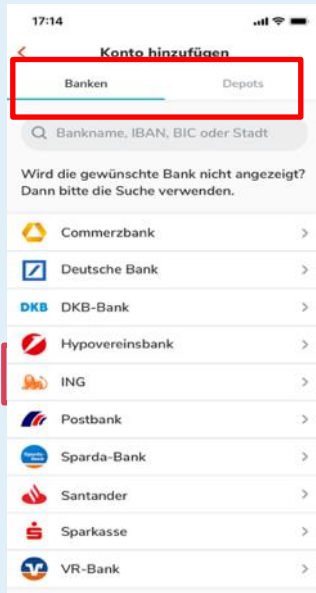 17:14
Konto hinzufügen
Banken Depots
Bankname, IBAN, BIC oder Stadt
Wird die gewünschte Bank nicht angezeigt?
Dann bitte die Suche verwenden.
Commerzbank
Deutsche Bank
DKB DKB-Bank
Hypovereinsbank
ING
Postbank
Sparda-Bank
Santander
Sparkasse
VR-Bank